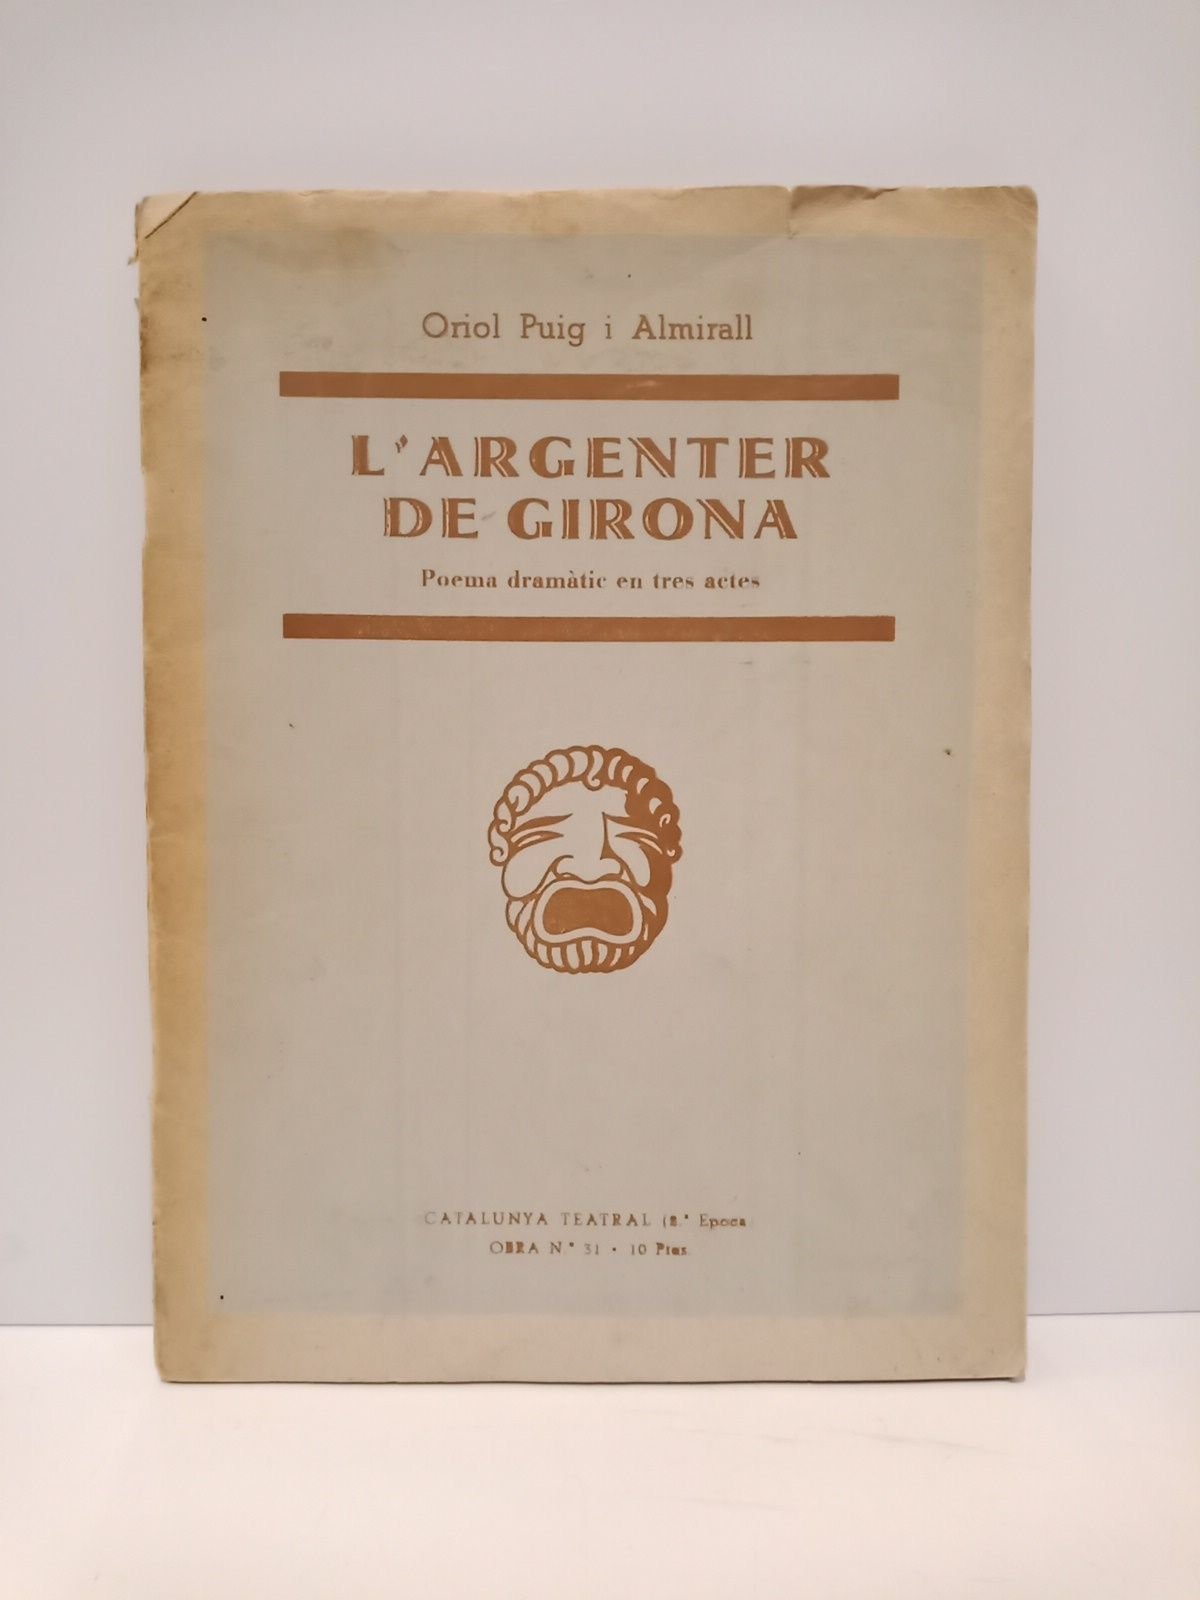 Oriol Puig i Almirall
L'ARGENTER
DE GIRONA
Poema dramàtic en tres actes
CATALUNYA TEATRAL (2.ª Epoca)
OBRA N.º 31 · 10 Ptas.